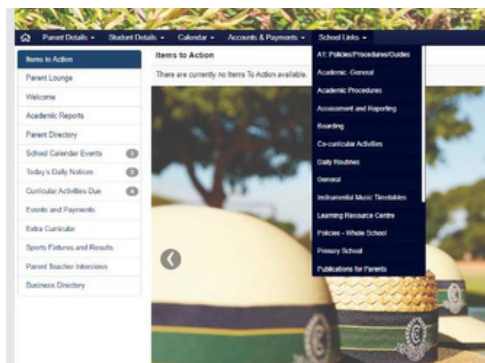 Parent Details
Student Details
Calendar
Accounts & Payments
School Links
Items to Action
Parent Lounge
Welcome
Academic Reports
Parent Directory
School Calendar Events
Today's Daily Notices
Curricular Activities Due
Events and Payments
Extra Curricular
Sports Fixtures and Results
Parent Teacher Interviews
Business Directory
Items to Action
There are currently no Items To Action available.
A1: Policies/Procedures/Guides
Academic -General
Academic Procedures
Assessment and Reporting
Boarding
Co-curricular Activities
Daily Routines
General
Instrumental Music Timetables
Learning Resource Centre
Policies - Whole School
Primary School
Publications for Parents